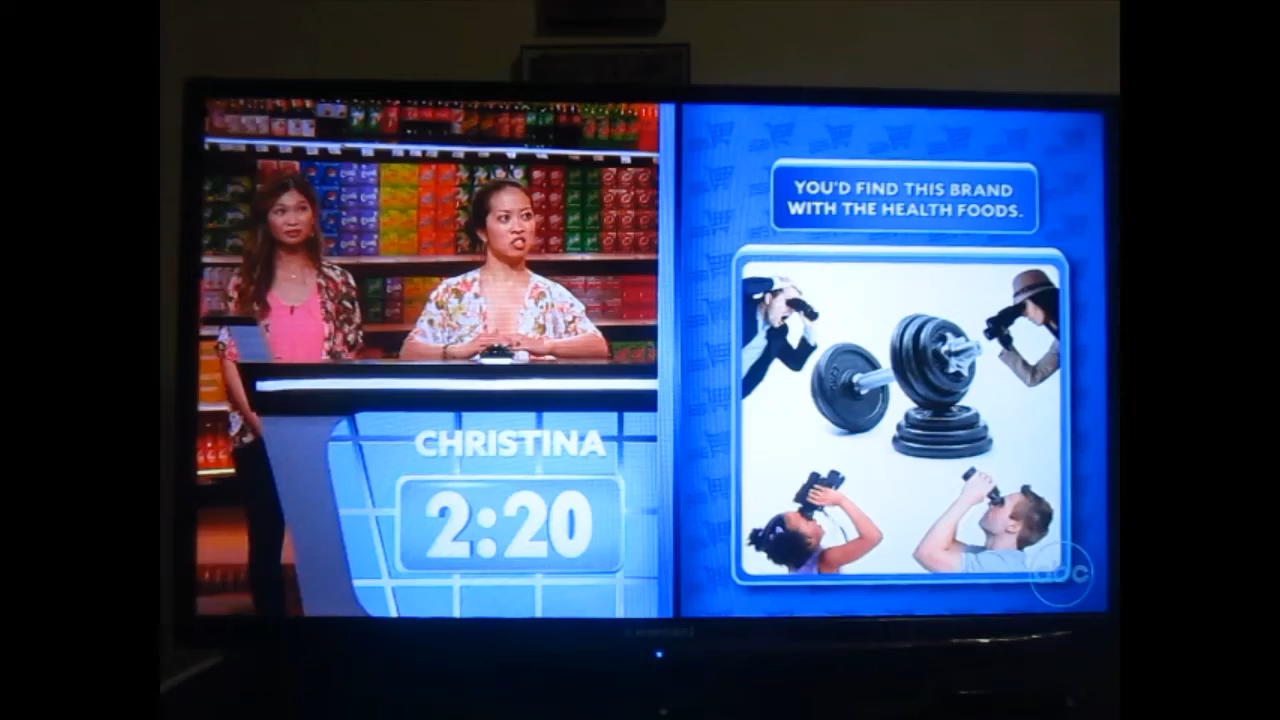 YOU'D FIND THIS BRAND
WITH THE HEALTH FOODS.
CHRISTINA
2:20
abc